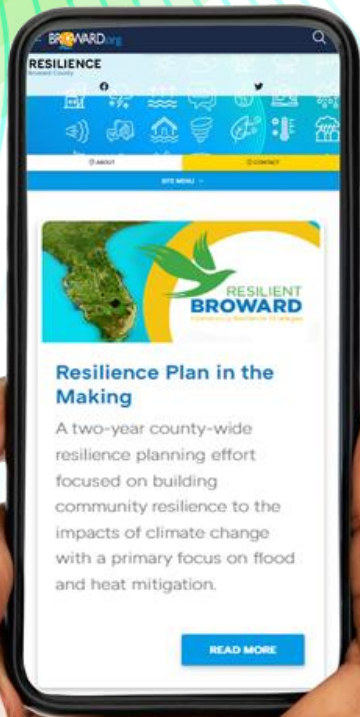 BROWARD.org
RESILIENCE
Broward County
ABOUT
CONTACT
SITE MENU
RESILIENT
BROWARD
Resilience Plan in the
Making
A two-year county-wide
resilience planning effort
focused on building
community resilience to the
impacts of climate change
with a primary focus on flood
and heat mitigation.
READ MORE